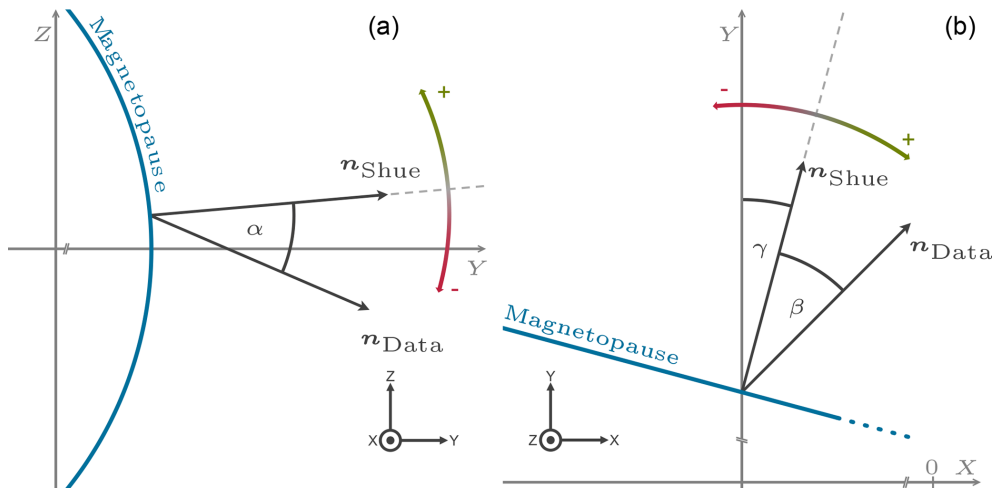 (a)
Z
Magnetopause
+
n_Shue
α
Y
-
n_Data
Z
X
Y
(b)
Y
-
+
n_Shue
n_Data
γ
β
Magnetopause
Y
Z
X
0
X